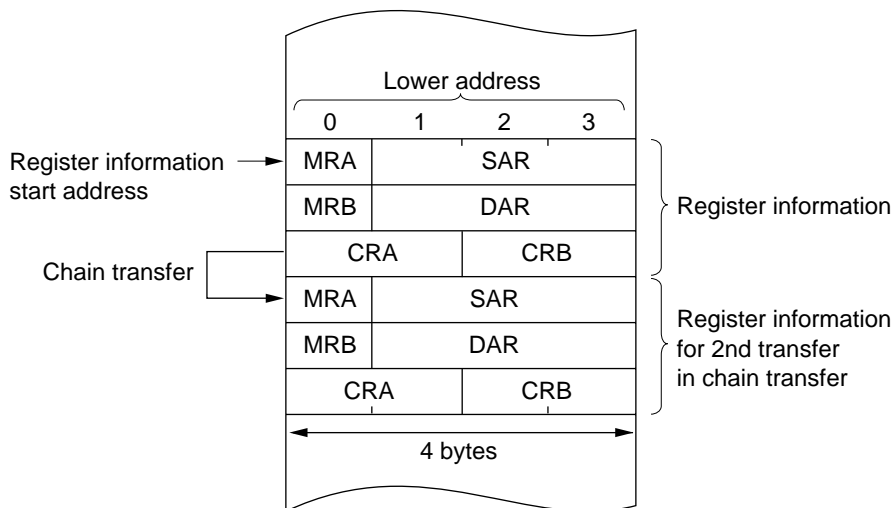 Lower address
0 1 2 3
Register information
start address
MRA SAR
MRB DAR
Register information
CRA CRB
Chain transfer
MRA SAR
MRB DAR
Register information
for 2nd transfer
in chain transfer
CRA CRB
4 bytes